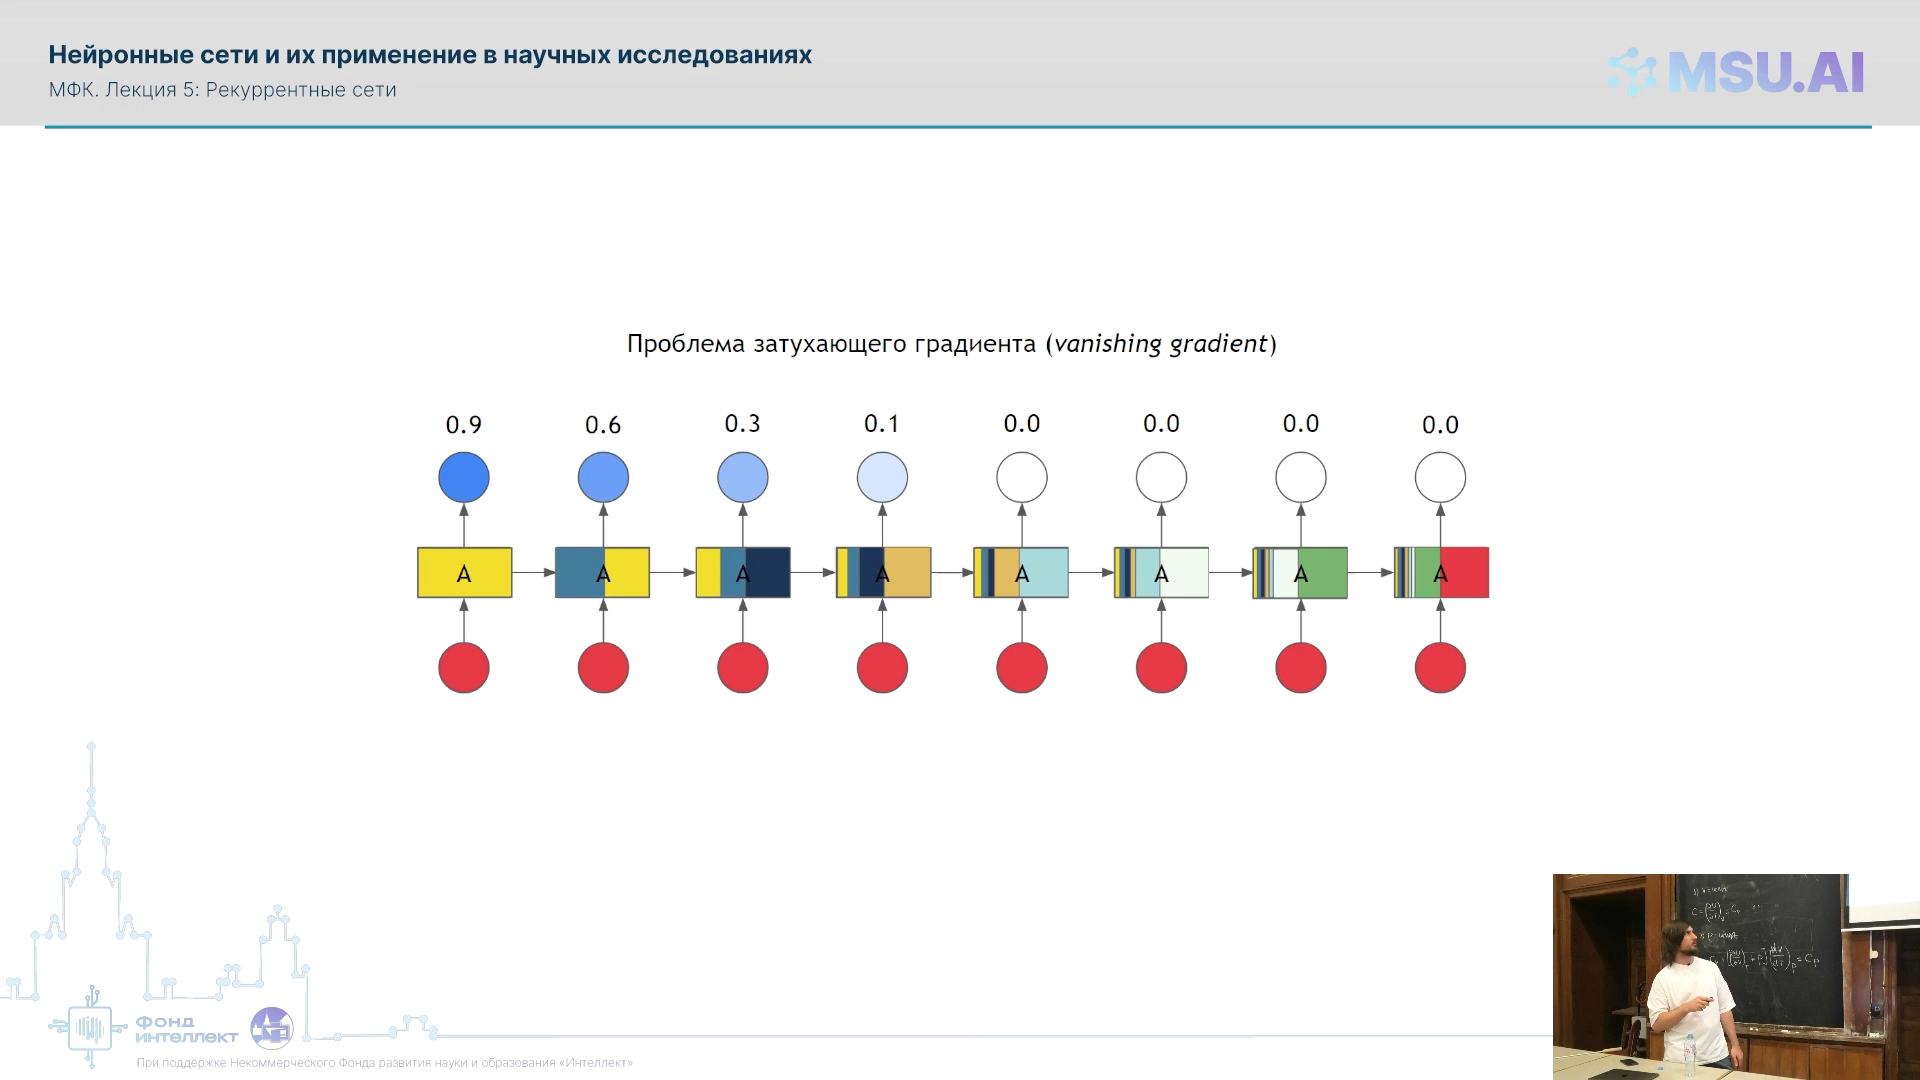 Нейронные сети и их применение в научных исследованиях
МФК. Лекция 5: Рекуррентные сети
MSU.AI
Проблема затухающего градиента (vanishing gradient)
0.9 0.6 0.3 0.1 0.0 0.0 0.0 0.0
A A A A A A A A
ФОНД
ИНТЕЛЛЕКТ
При поддержке Некоммерческого Фонда развития науки и образования «Интеллект»